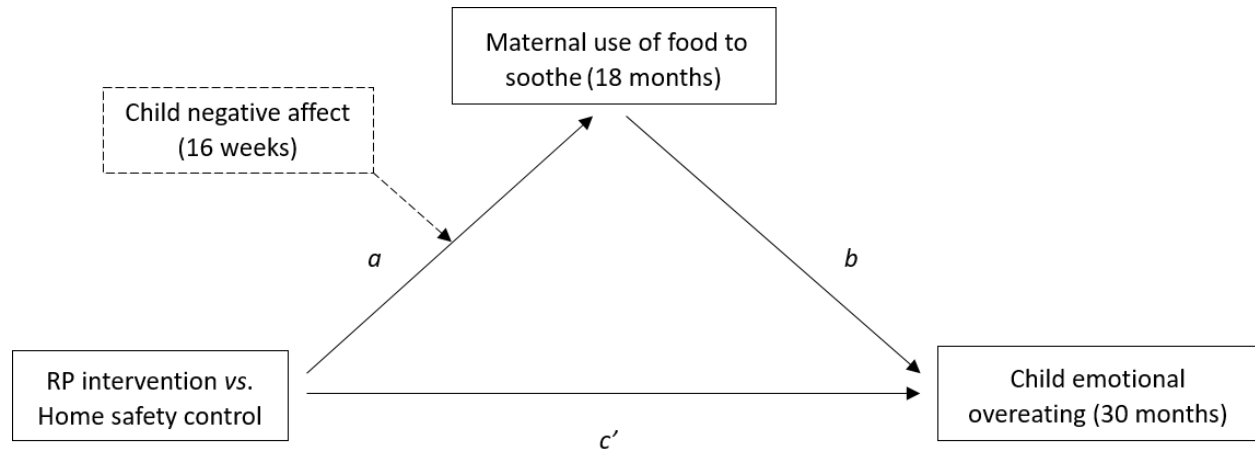 Maternal use of food to
soothe (18 months)
Child negative affect
(16 weeks)
a
b
RP intervention vs.
Home safety control
Child emotional
overeating (30 months)
c’